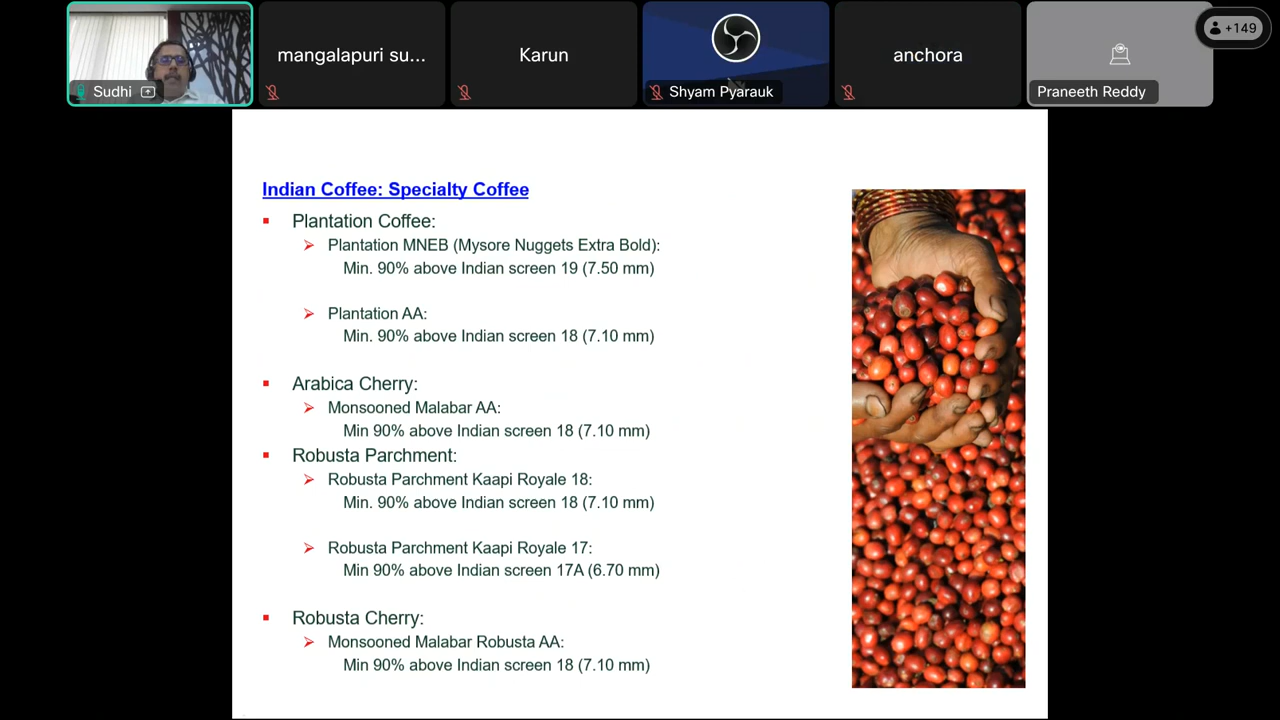 mangalapuri su...
Karun
anchora
+149
Sudhi
Shyam Pyarauk
Praneeth Reddy
Indian Coffee: Specialty Coffee
▪ Plantation Coffee:
➢ Plantation MNEB (Mysore Nuggets Extra Bold):
Min. 90% above Indian screen 19 (7.50 mm)
➢ Plantation AA:
Min. 90% above Indian screen 18 (7.10 mm)
▪ Arabica Cherry:
➢ Monsooned Malabar AA:
Min 90% above Indian screen 18 (7.10 mm)
▪ Robusta Parchment:
➢ Robusta Parchment Kaapi Royale 18:
Min. 90% above Indian screen 18 (7.10 mm)
➢ Robusta Parchment Kaapi Royale 17:
Min 90% above Indian screen 17A (6.70 mm)
▪ Robusta Cherry:
➢ Monsooned Malabar Robusta AA:
Min 90% above Indian screen 18 (7.10 mm)